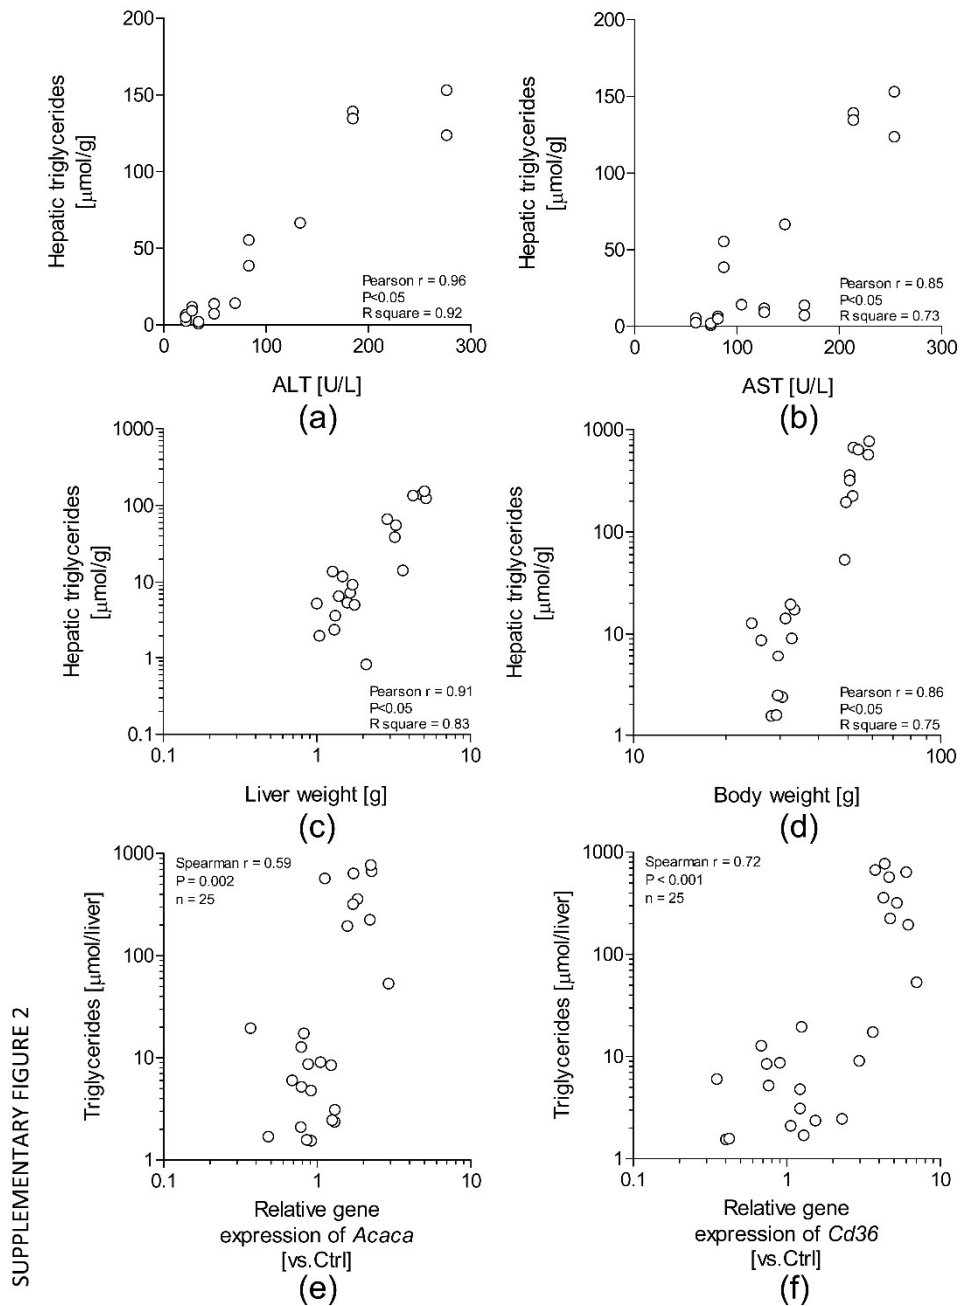 200
150
100
50
0
Hepatic triglycerides
[μmol/g]
Pearson r = 0.96
P<0.05
R square = 0.92
0
100
200
300
ALT [U/L]
(a)
200
150
100
50
0
Hepatic triglycerides
[μmol/g]
Pearson r = 0.85
P<0.05
R square = 0.73
0
100
200
300
AST [U/L]
(b)
1000
100
10
1
0.1
Hepatic triglycerides
[μmol/g]
Pearson r = 0.91
P<0.05
R square = 0.83
0.1
1
10
Liver weight [g]
(c)
1000
100
10
1
Hepatic triglycerides
[μmol/g]
Pearson r = 0.86
P<0.05
R square = 0.75
10
100
Body weight [g]
(d)
1000
100
10
1
Triglycerides [μmol/liver]
Spearman r = 0.59
P = 0.002
n = 25
0.1
1
10
Relative gene
expression of Acaca
[vs.Ctrl]
(e)
1000
100
10
1
Triglycerides [μmol/liver]
Spearman r = 0.72
P < 0.001
n = 25
0.1
1
10
Relative gene
expression of Cd36
[vs.Ctrl]
(f)
SUPPLEMENTARY FIGURE 2